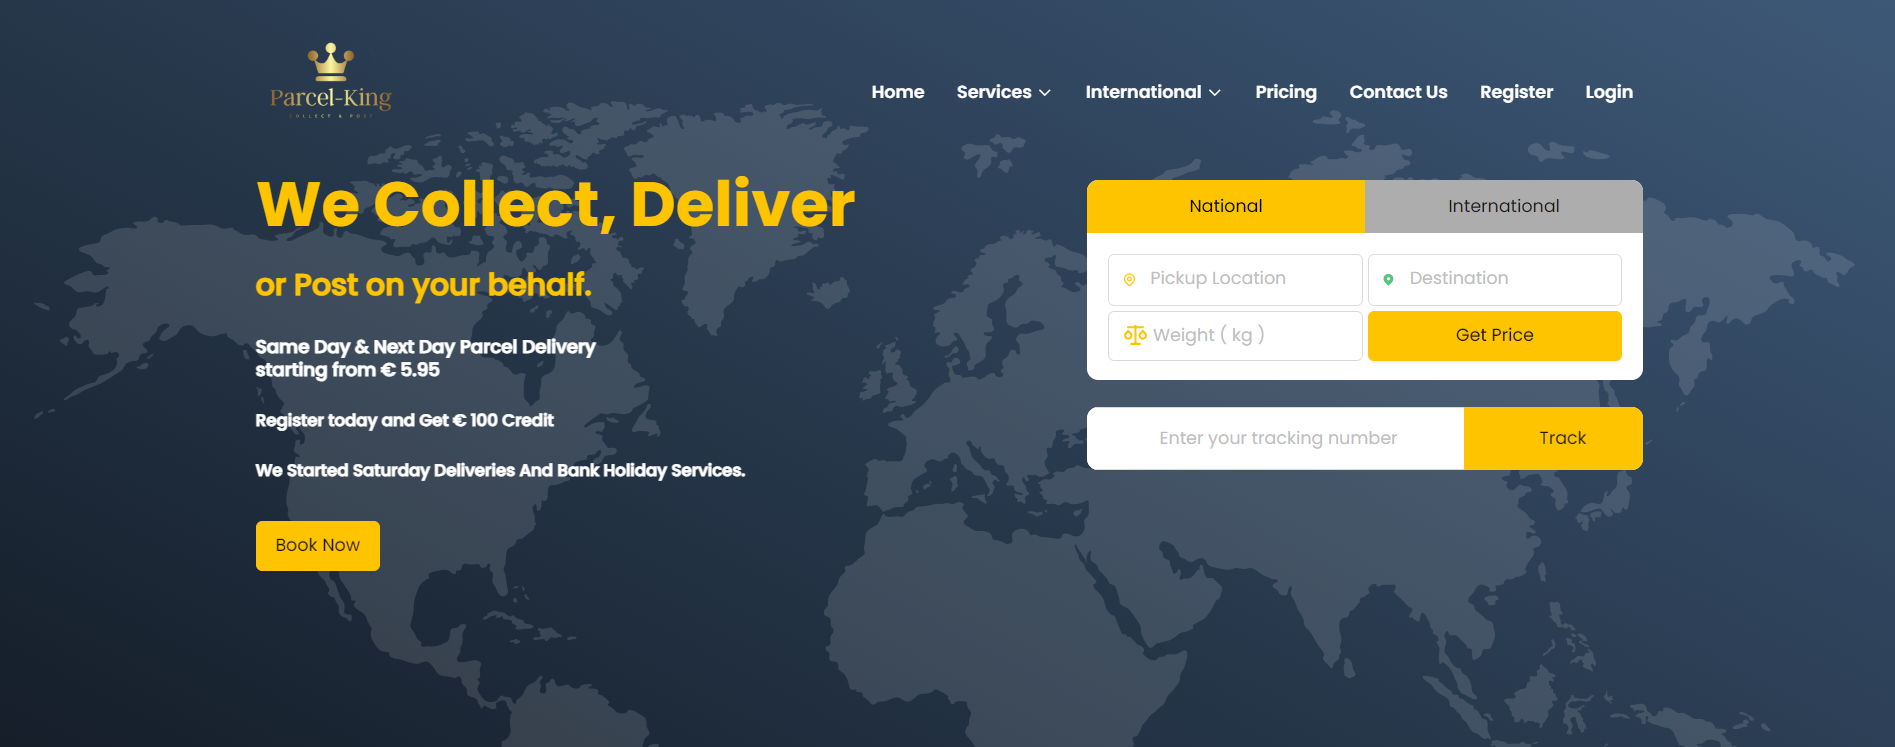 Parcel-King
COLLECT & POST
Home Services International Pricing Contact Us Register Login
We Collect, Deliver
or Post on your behalf.
Same Day & Next Day Parcel Delivery
starting from € 5.95
Register today and Get € 100 Credit
We Started Saturday Deliveries And Bank Holiday Services.
Book Now
National International
Pickup Location Destination
Weight ( kg ) Get Price
Enter your tracking number Track